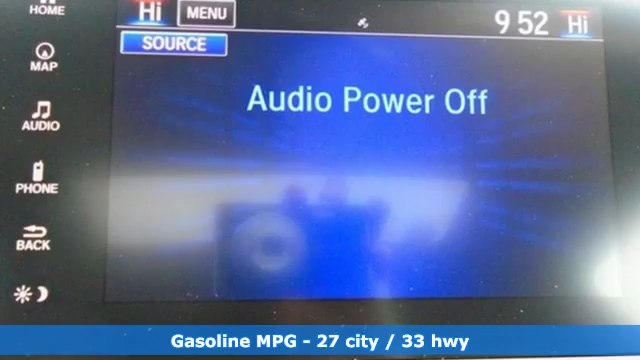 HOME
Hi
MENU
9 52
Hi
SOURCE
MAP
Audio Power Off
AUDIO
PHONE
BACK
Gasoline MPG - 27 city / 33 hwy